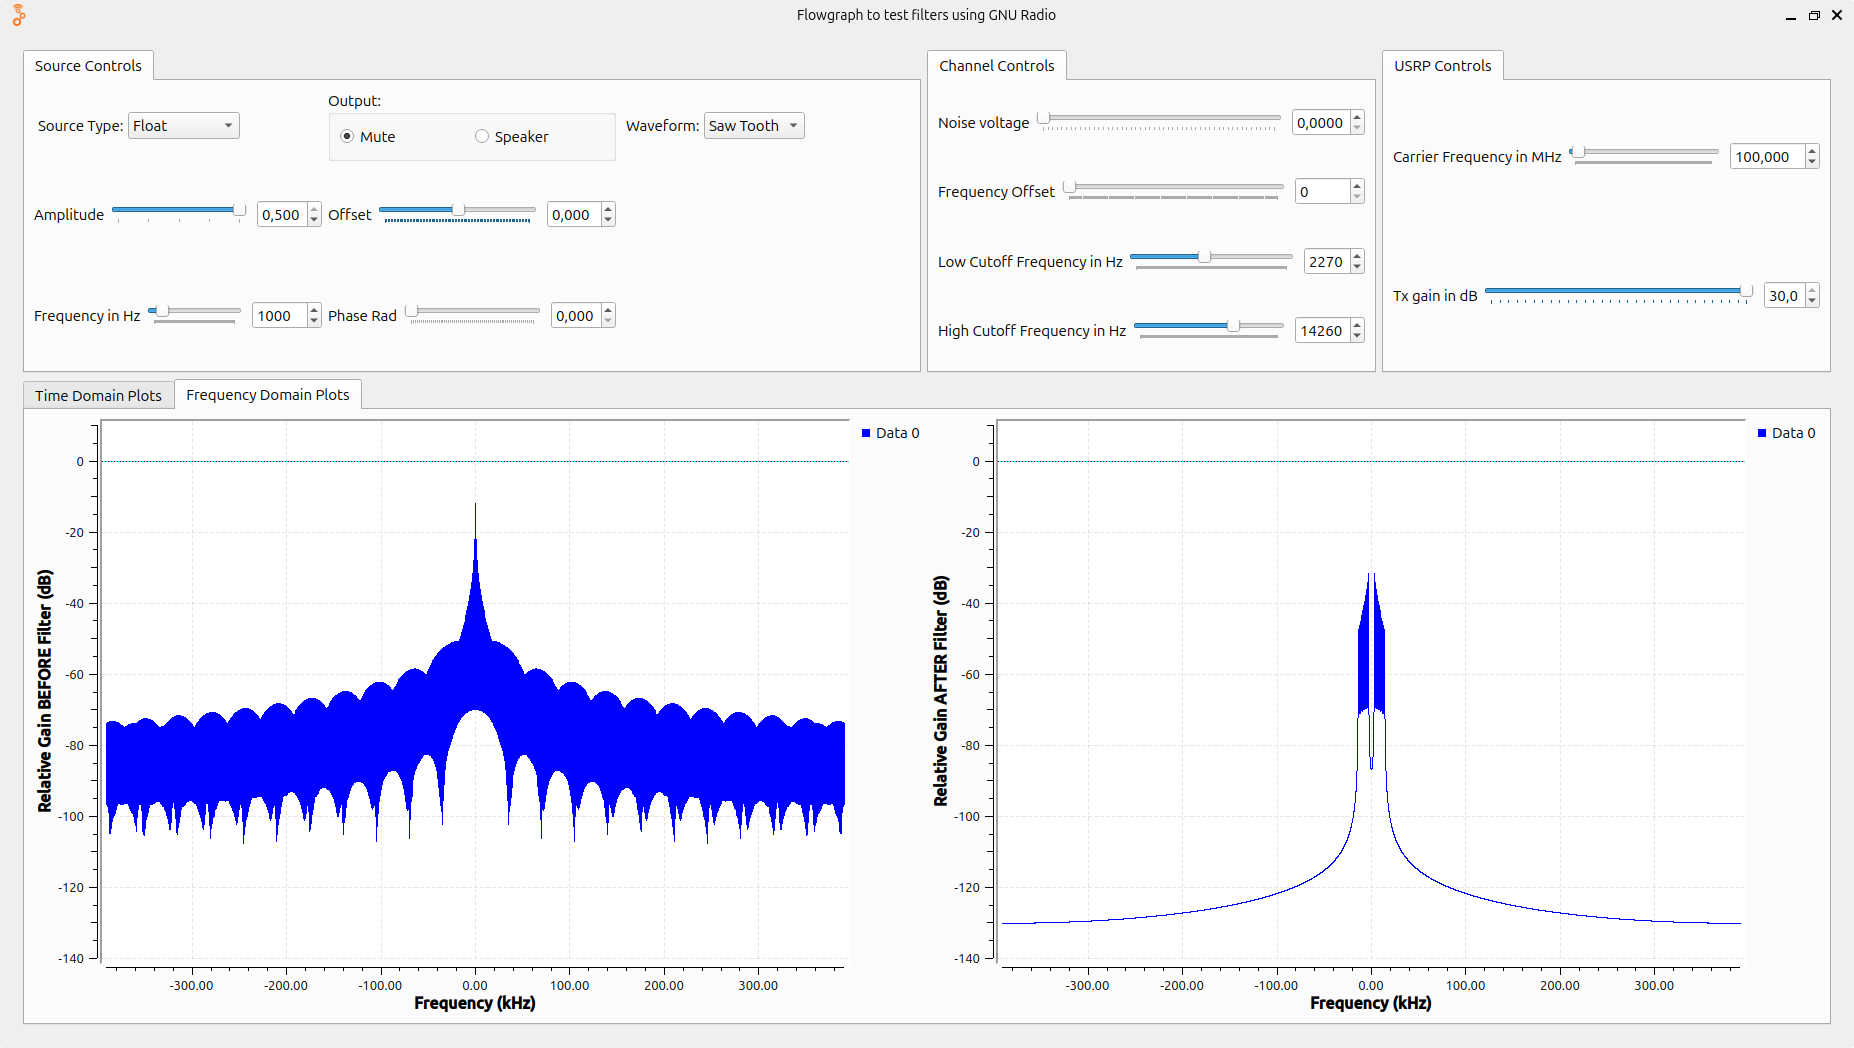 Flowgraph to test filters using GNU Radio
Source Controls
Source Type: Float
Output:
Mute Speaker
Waveform: Saw Tooth
Amplitude 0,500 Offset 0,000
Frequency in Hz 1000 Phase Rad 0,000
Channel Controls
Noise voltage 0,0000
Frequency Offset 0
Low Cutoff Frequency in Hz 2270
High Cutoff Frequency in Hz 14260
USRP Controls
Carrier Frequency in MHz 100,000
Tx gain in dB 30,0
Time Domain Plots Frequency Domain Plots
Relative Gain BEFORE Filter (dB)
0
-20
-40
-60
-80
-100
-120
-140
-300.00 -200.00 -100.00 0.00 100.00 200.00 300.00
Frequency (kHz)
Data 0
Relative Gain AFTER Filter (dB)
0
-20
-40
-60
-80
-100
-120
-140
-300.00 -200.00 -100.00 0.00 100.00 200.00 300.00
Frequency (kHz)
Data 0